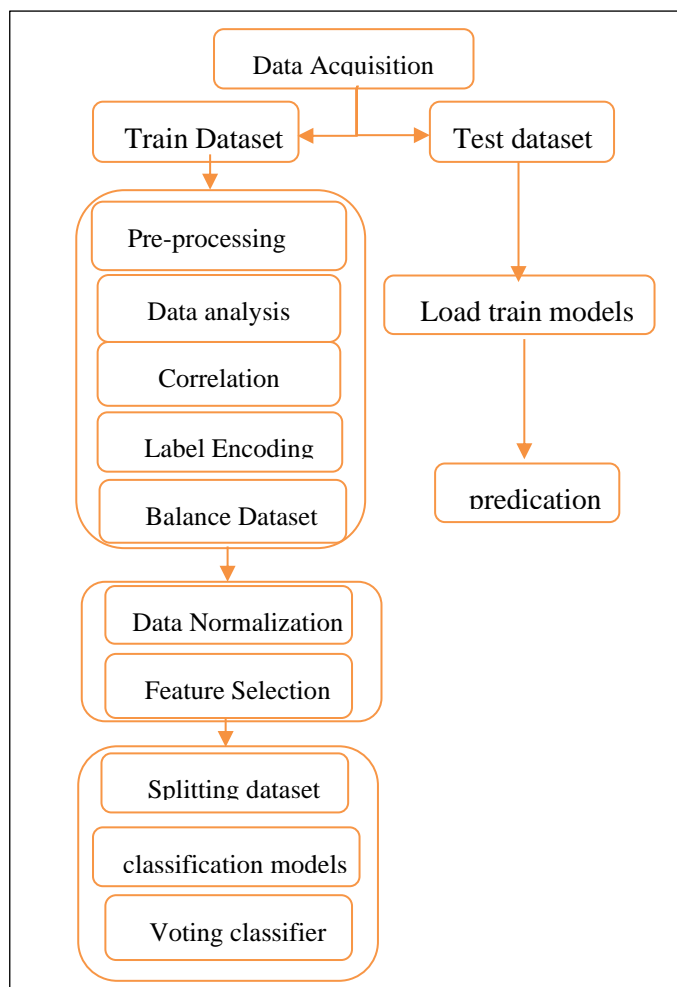 Data Acquisition
Train Dataset
Test dataset
Pre-processing
Data analysis
Correlation
Label Encoding
Balance Dataset
Load train models
predication
Data Normalization
Feature Selection
Splitting dataset
classification models
Voting classifier